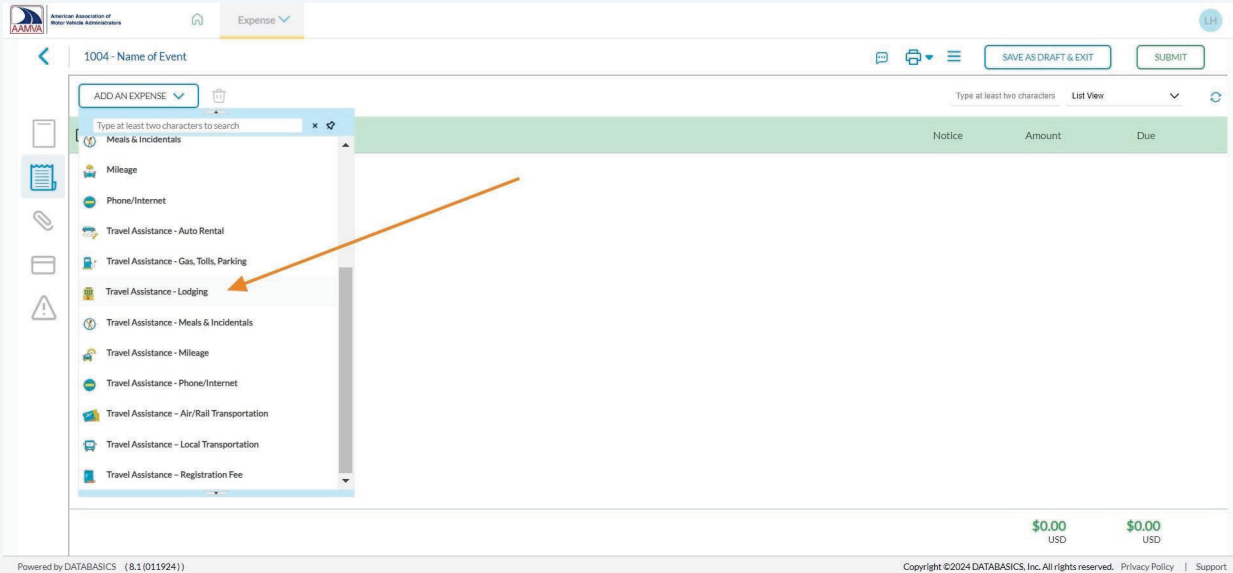 AAMVA
American Association of
Motor Vehicle Administrators
Expense
LH
1004 - Name of Event
SAVE AS DRAFT & EXIT
SUBMIT
ADD AN EXPENSE
Type at least two characters
List View
Type at least two characters to search
Notice
Amount
Due
Meals & Incidentals
Mileage
Phone/Internet
Travel Assistance - Auto Rental
Travel Assistance - Gas, Tolls, Parking
Travel Assistance - Lodging
Travel Assistance - Meals & Incidentals
Travel Assistance - Mileage
Travel Assistance - Phone/Internet
Travel Assistance – Air/Rail Transportation
Travel Assistance – Local Transportation
Travel Assistance – Registration Fee
$0.00 $0.00
USD USD
Powered by DATABASICS (8.1 (011924))
Copyright ©2024 DATABASICS, Inc. All rights reserved. Privacy Policy | Support